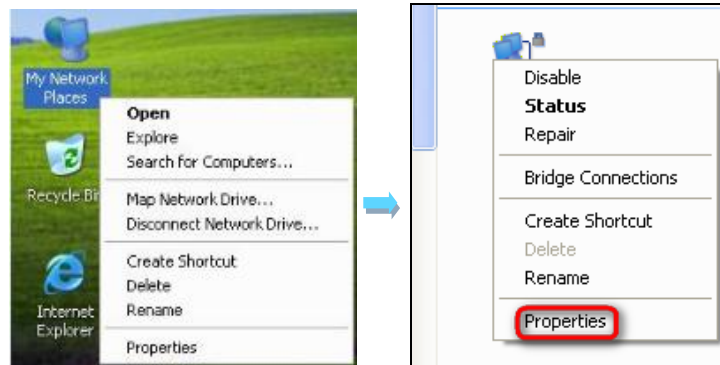 My Network
Places
Open
Explore
Search for Computers...
Recycle Bi
Map Network Drive...
Disconnect Network Drive...
Create Shortcut
Delete
Rename
Internet
Explorer
Properties
Disable
Status
Repair
Bridge Connections
Create Shortcut
Delete
Rename
Properties